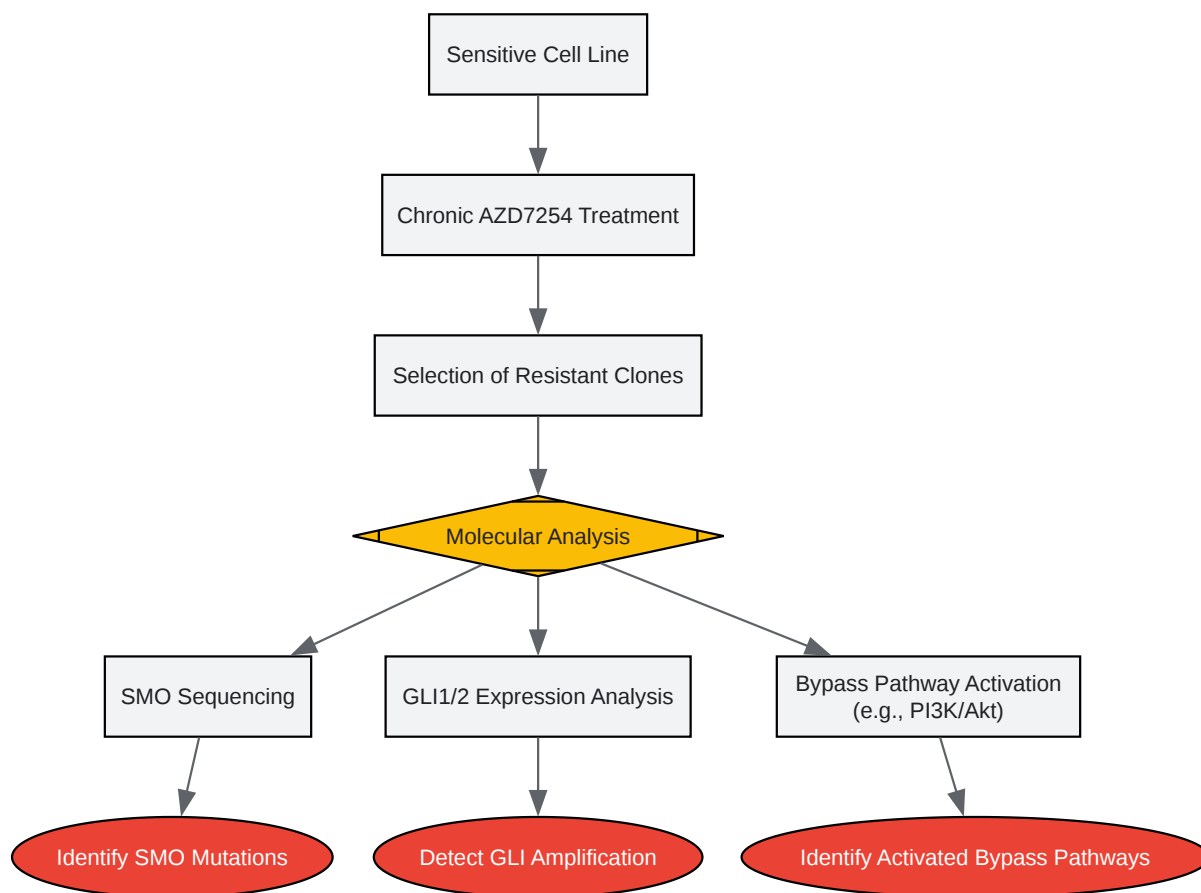 Sensitive Cell Line
Chronic AZD7254 Treatment
Selection of Resistant Clones
Molecular Analysis
SMO Sequencing
GLI1/2 Expression Analysis
Bypass Pathway Activation
(e.g., PI3K/Akt)
Identify SMO Mutations
Detect GLI Amplification
Identify Activated Bypass Pathways